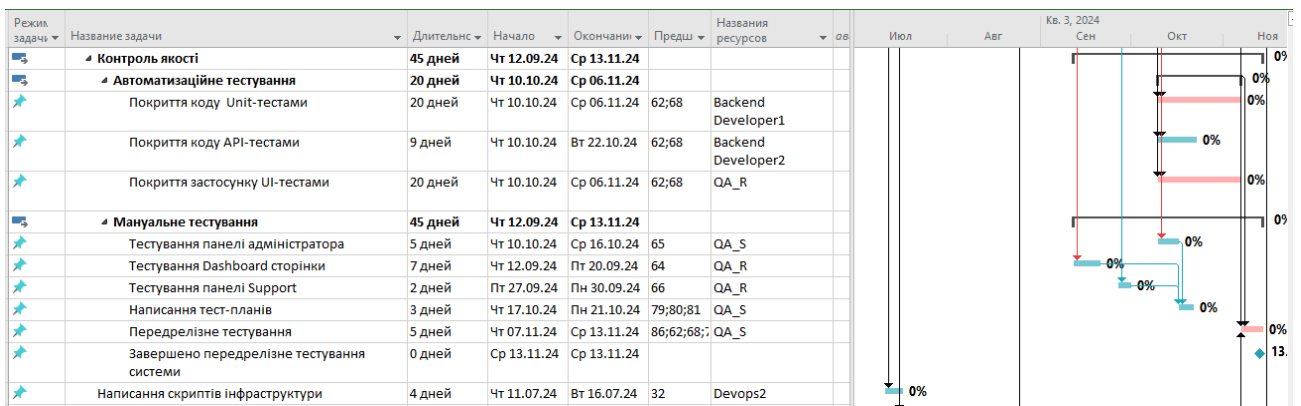 Режим задачи Название задачи Длительнс Начало Окончани Предш Названия ресурсов ав
Кв. 3, 2024
Июл Авг Сен Окт Ноя
Контроль якості 45 дней Чт 12.09.24 Ср 13.11.24 0%
Автоматизаційне тестування 20 дней Чт 10.10.24 Ср 06.11.24 0%
Покриття коду Unit-тестами 20 дней Чт 10.10.24 Ср 06.11.24 62;68 Backend Developer1 0%
Покриття коду API-тестами 9 дней Чт 10.10.24 Вт 22.10.24 62;68 Backend Developer2 0%
Покриття застосунку UI-тестами 20 дней Чт 10.10.24 Ср 06.11.24 62;68 QA_R 0%
Мануальне тестування 45 дней Чт 12.09.24 Ср 13.11.24 0%
Тестування панелі адміністратора 5 дней Чт 10.10.24 Ср 16.10.24 65 QA_S 0%
Тестування Dashboard сторінки 7 дней Чт 12.09.24 Пт 20.09.24 64 QA_R 0%
Тестування панелі Support 2 дней Пт 27.09.24 Пн 30.09.24 66 QA_R 0%
Написання тест-планів 3 дней Чт 17.10.24 Пн 21.10.24 79;80;81 QA_S 0%
Передрелізне тестування 5 дней Чт 07.11.24 Ср 13.11.24 86;62;68; QA_S 0%
Завершено передрелізне тестування системи 0 дней Ср 13.11.24 Ср 13.11.24 13.
Написання скриптів інфраструктури 4 дней Чт 11.07.24 Вт 16.07.24 32 Devops2 0%